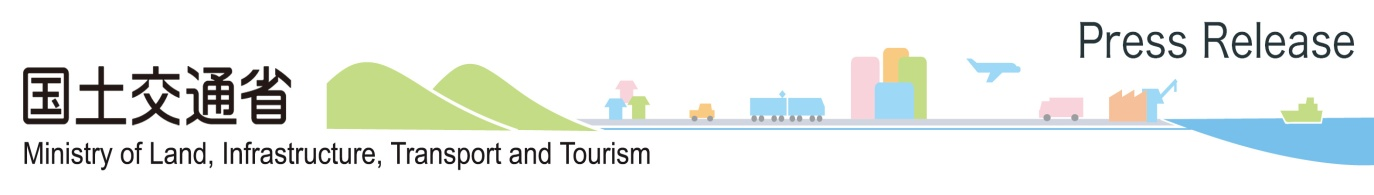 Press Release
国土交通省
Ministry of Land, Infrastructure, Transport and Tourism